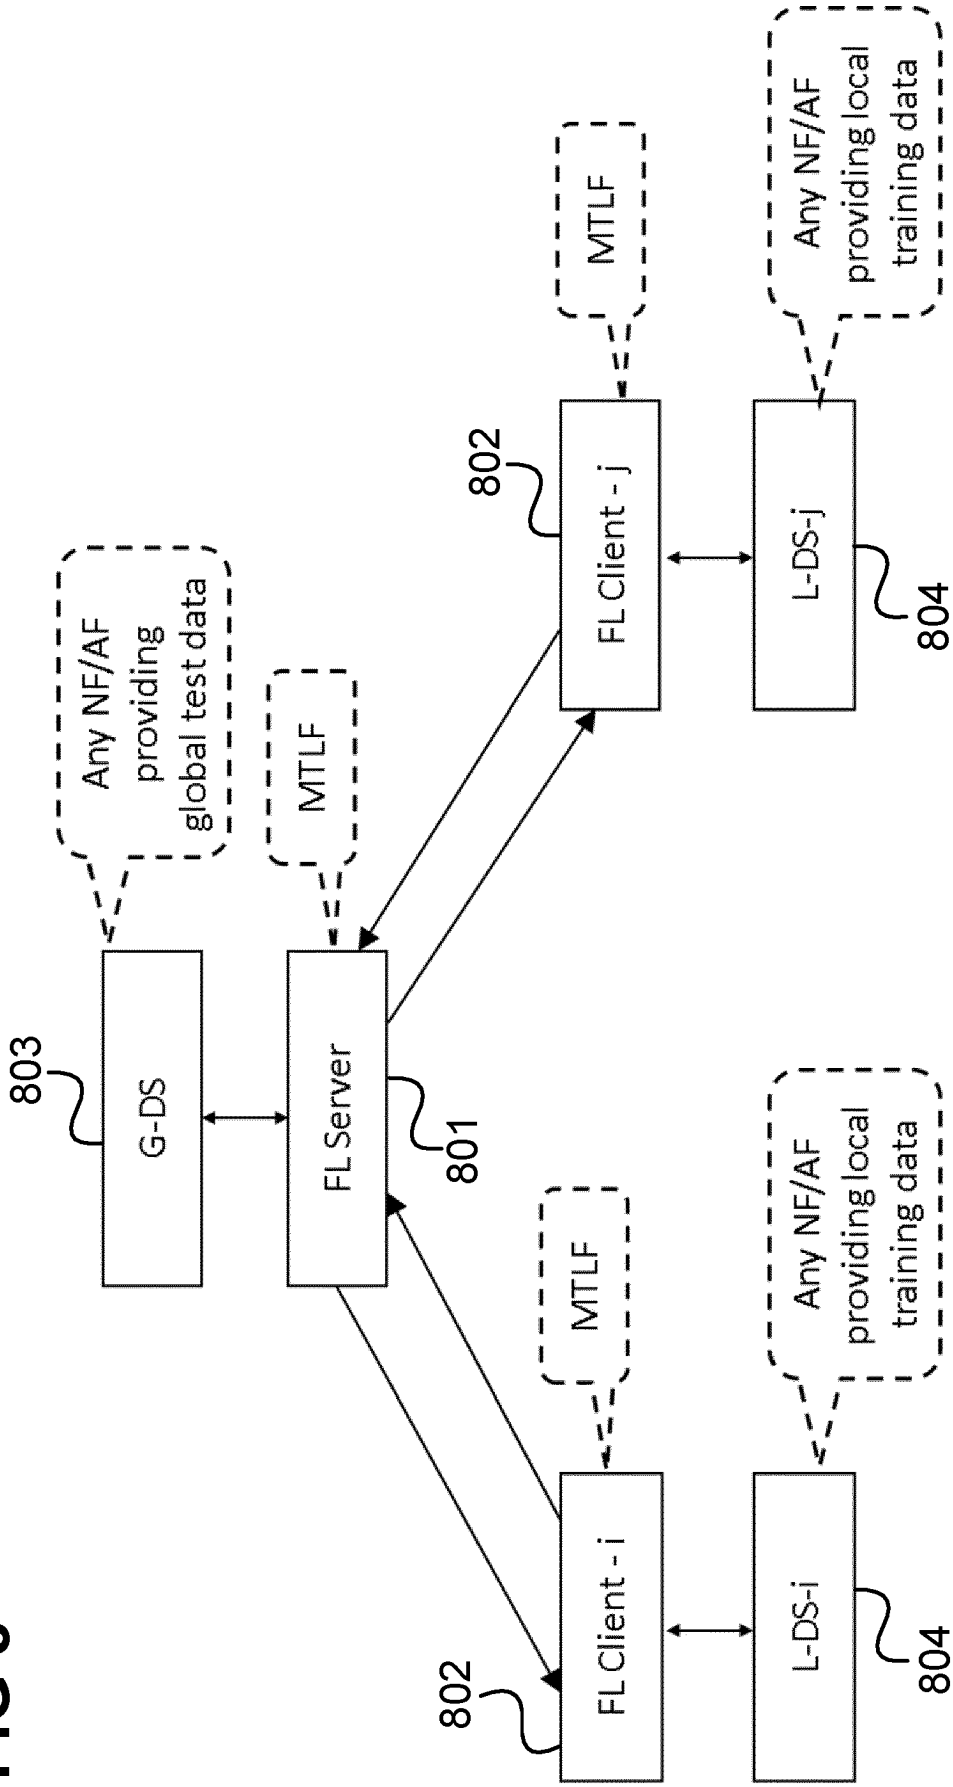 803
G-DS
Any NF/AF
providing
global test data
FL Server
MTLF
801
802
FL Client - i
MTLF
802
FL Client - j
MTLF
L-DS-i
Any NF/AF
providing local
training data
804
L-DS-j
Any NF/AF
providing local
training data
804